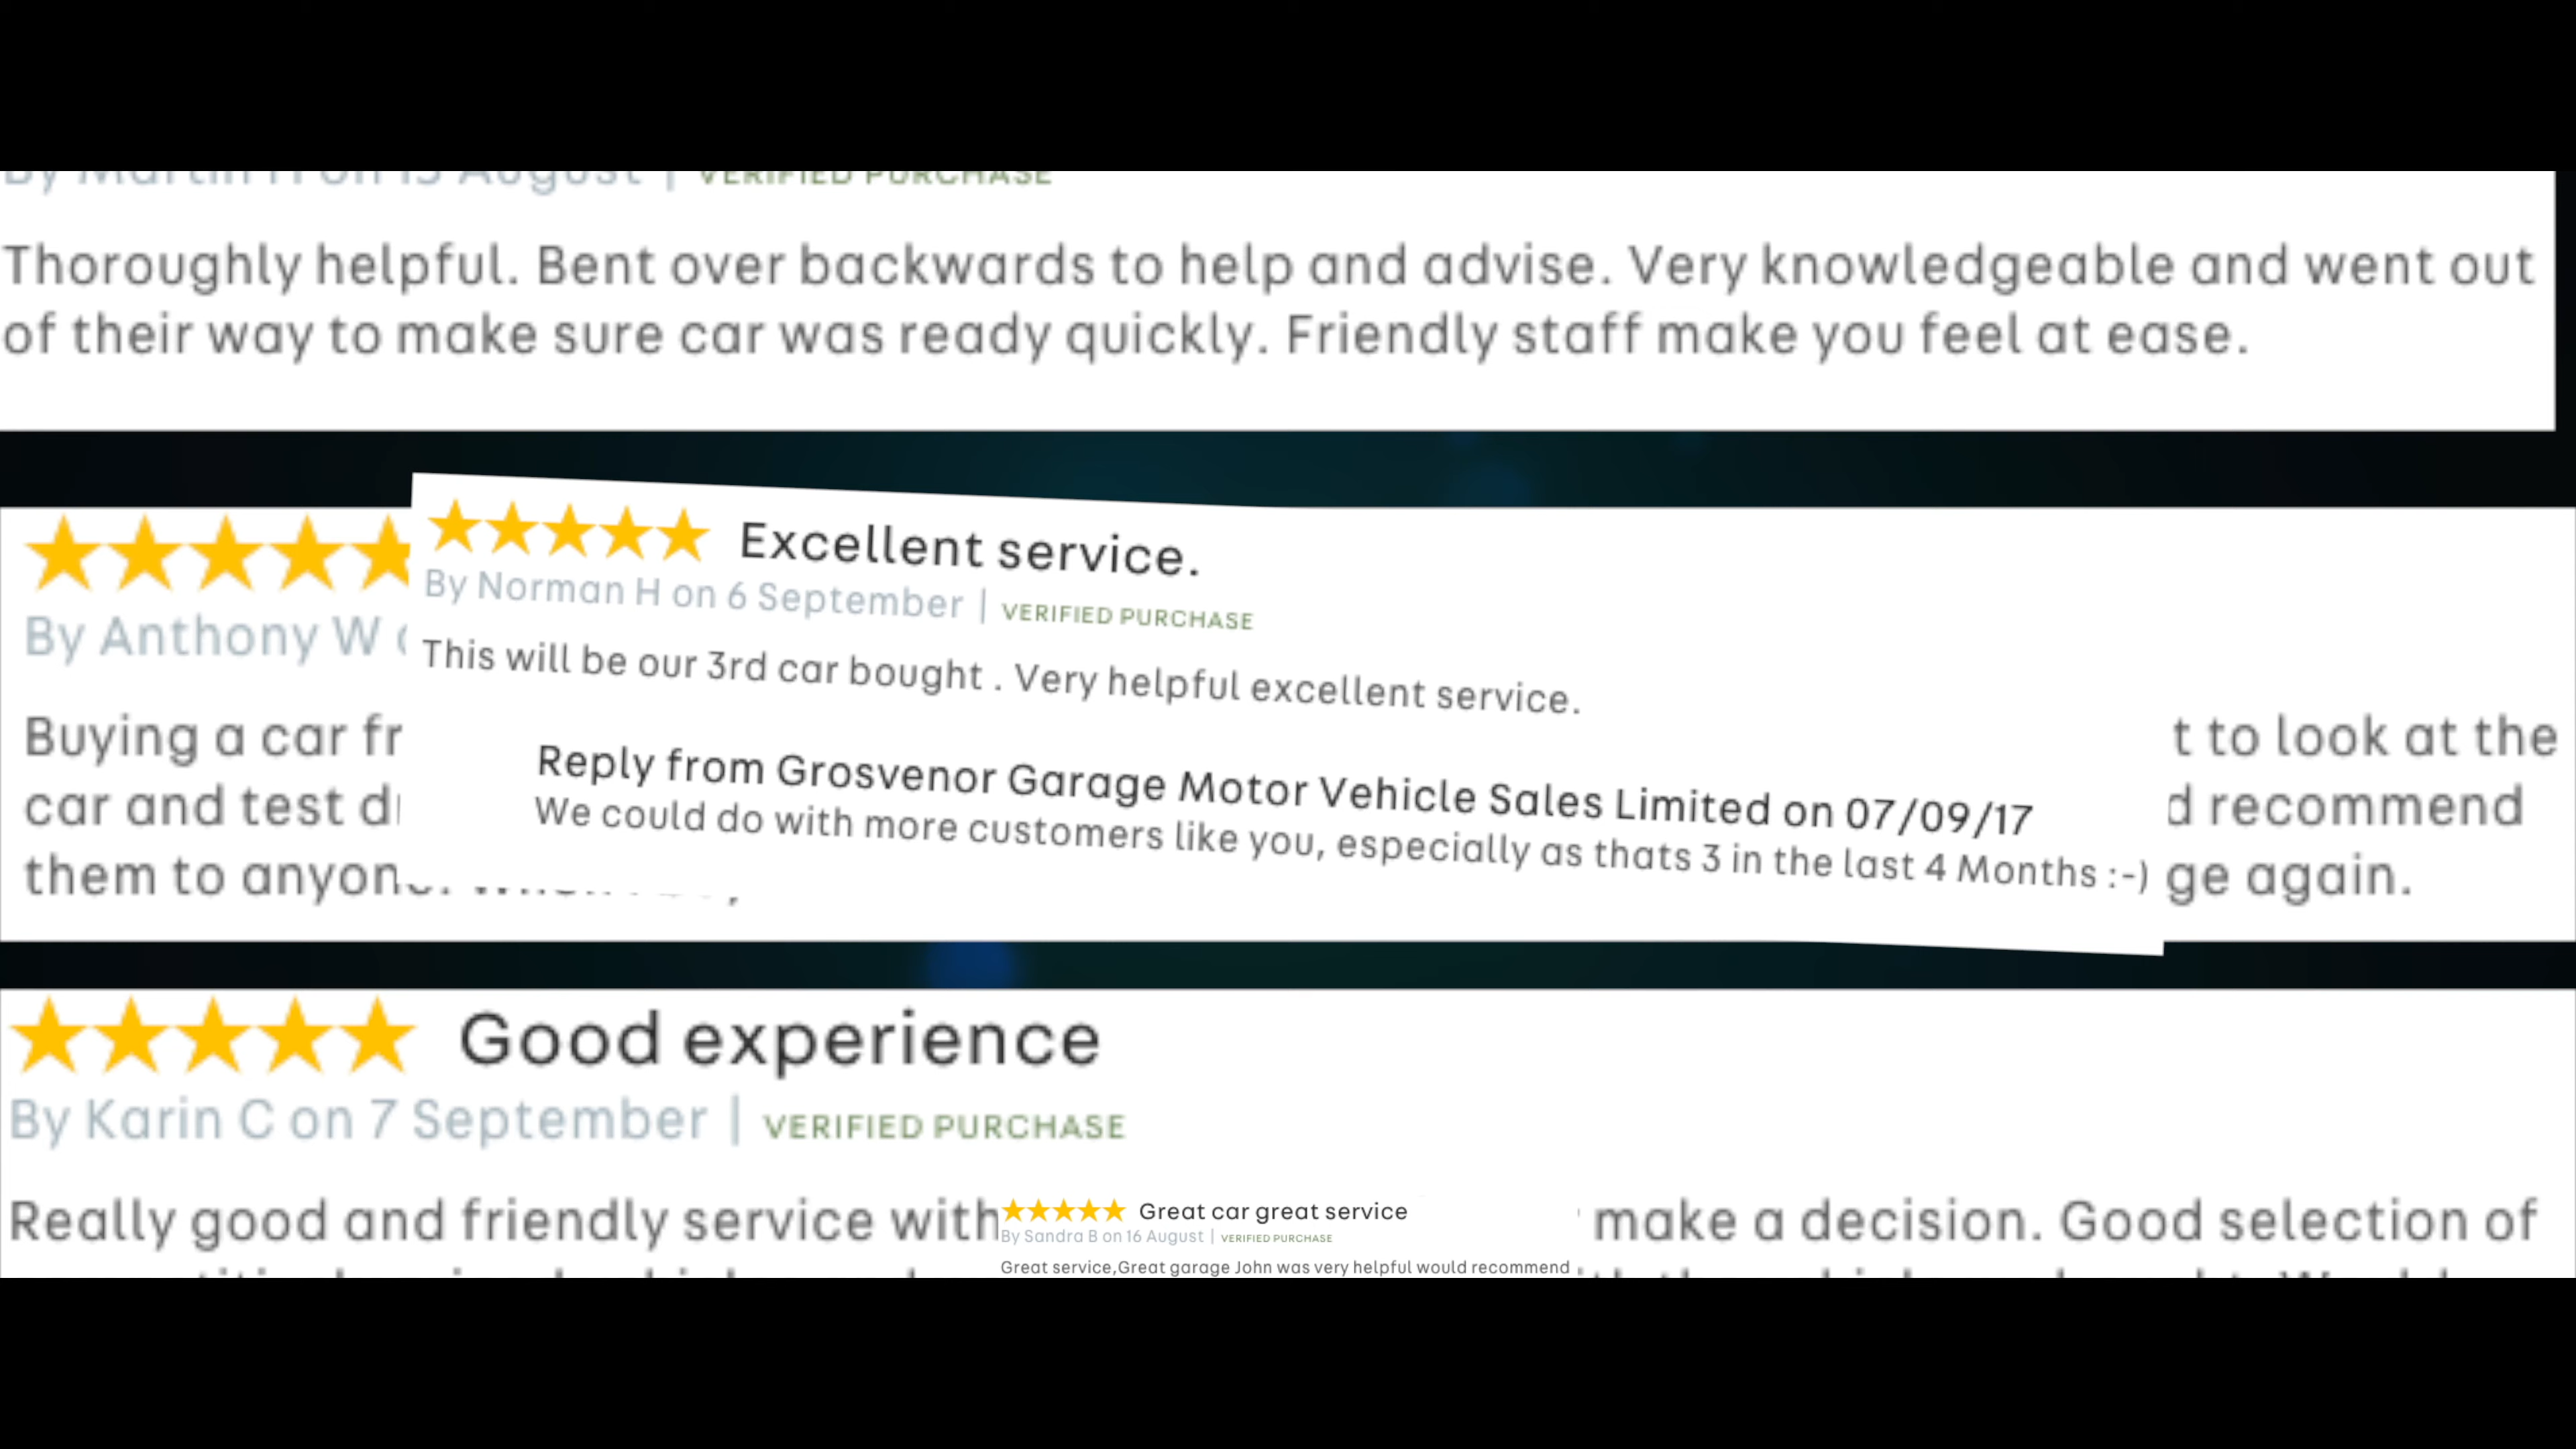 By Martin H on 15 August | VERIFIED PURCHASE
Thoroughly helpful. Bent over backwards to help and advise. Very knowledgeable and went out
of their way to make sure car was ready quickly. Friendly staff make you feel at ease.
By Anthony W
Buying a car
t to look at the
car and test
recommend
them to
again.
Excellent service.
By Norman H on 6 September | VERIFIED PURCHASE
This will be our 3rd car bought . Very helpful excellent service.
Reply from Grosvenor Garage Motor Vehicle Sales Limited on 07/09/17
We could do with more customers like you, especially as thats 3 in the last 4 Months :-)
Good experience
By Karin C on 7 September | VERIFIED PURCHASE
Really good and friendly service with
make a decision. Good selection of
Great car great service
By Sandra B on 16 August | VERIFIED PURCHASE
Great service,Great garage John was very helpful would recommend